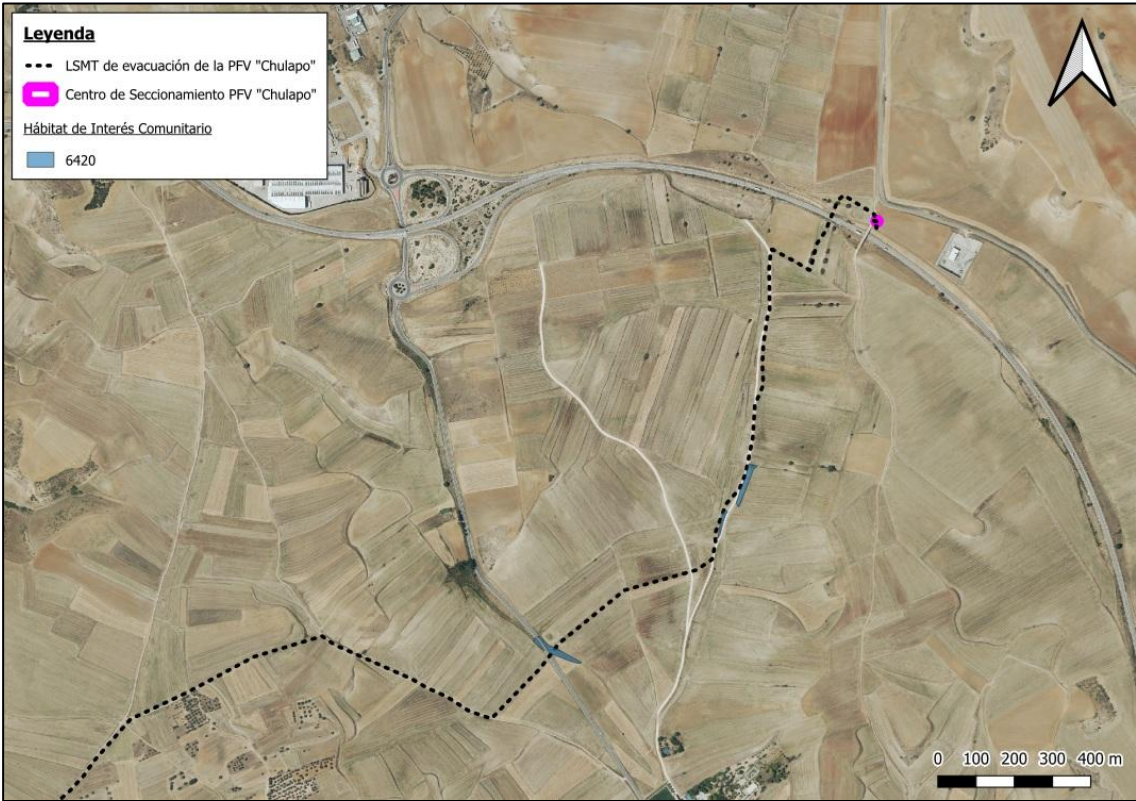 Leyenda
LSMT de evacuación de la PFV "Chulapo"
Centro de Seccionamiento PFV "Chulapo"
Hábitat de Interés Comunitario
6420
0 100 200 300 400 m